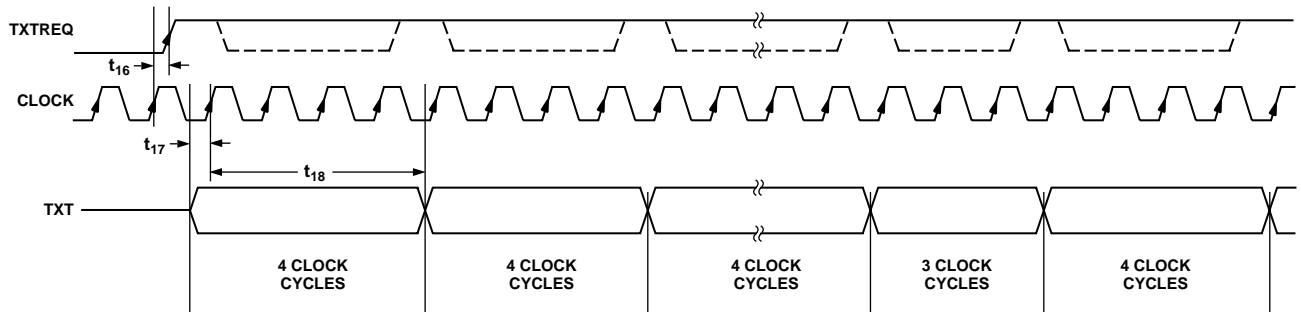 TXTREQ
t16
CLOCK
t17
t18
TXT
4 CLOCK
CYCLES
4 CLOCK
CYCLES
4 CLOCK
CYCLES
3 CLOCK
CYCLES
4 CLOCK
CYCLES